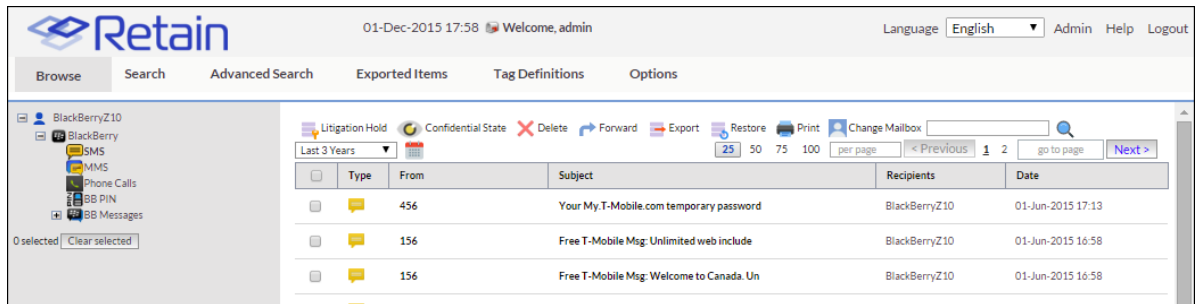 Retain
01-Dec-2015 17:58 Welcome, admin
Language English Admin Help Logout
Browse Search Advanced Search Exported Items Tag Definitions Options
BlackBerryZ10
BlackBerry
SMS
MMS
Phone Calls
BB PIN
BB Messages
0 selected Clear selected
Litigation Hold Confidential State Delete Forward Export Restore Print Change Mailbox
Last 3 Years 25 50 75 100 per page < Previous 1 2 go to page Next >
Type From Subject Recipients Date
456 Your My.T-Mobile.com temporary password BlackBerryZ10 01-Jun-2015 17:13
156 Free T-Mobile Msg: Unlimited web include BlackBerryZ10 01-Jun-2015 16:58
156 Free T-Mobile Msg: Welcome to Canada. Un BlackBerryZ10 01-Jun-2015 16:58